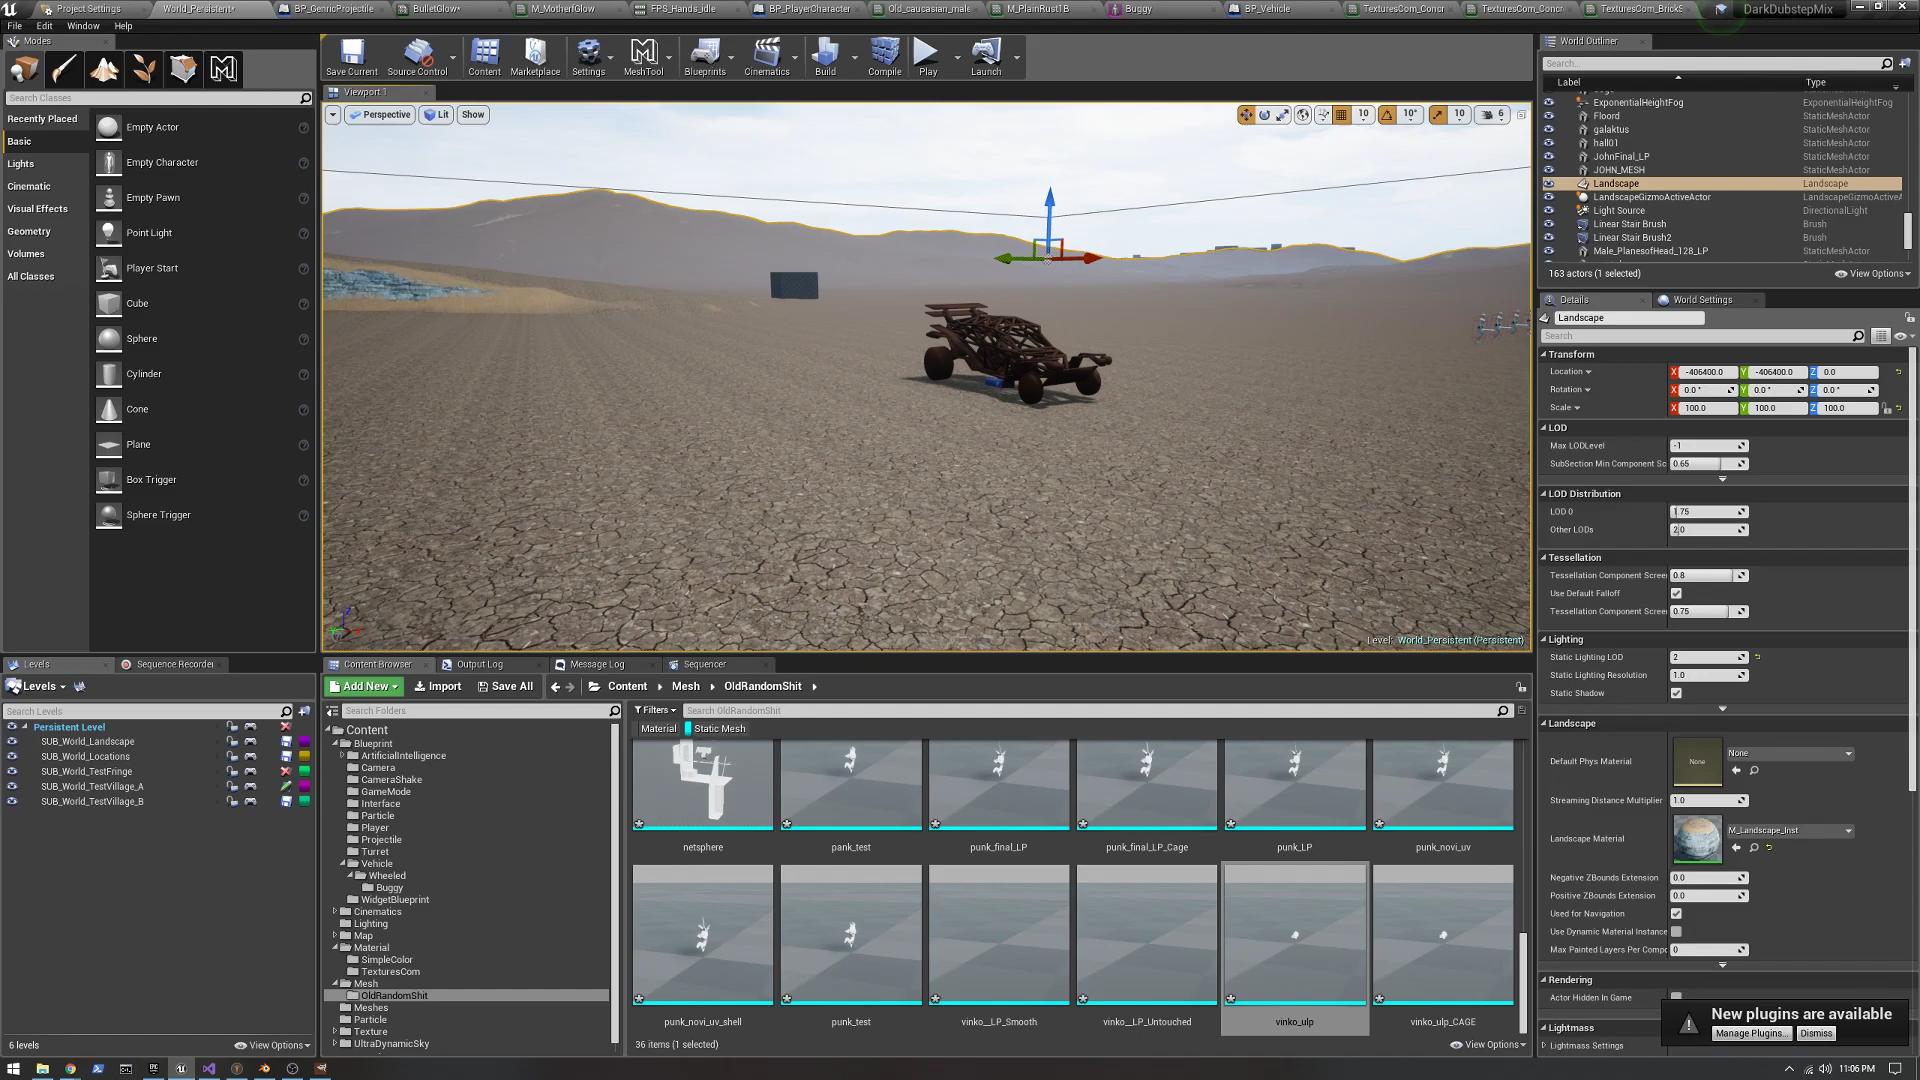 Project Settings
World_Persistent*
BP_GenricProjectile
BulletGlow*
M_MotherfGlow
FPS_Hands_idle
BP_PlayerCharacter
Old_caucasian_male
M_PlainRust1B
Buggy
BP_Vehicle
TexturesCom_Concr
TexturesCom_Concr
TexturesCom_BrickS
DarkDubstepMix
File Edit Window Help
Modes
Search Classes
Recently Placed
Basic
Lights
Cinematic
Visual Effects
Geometry
Volumes
All Classes
Empty Actor
Empty Character
Empty Pawn
Point Light
Player Start
Cube
Sphere
Cylinder
Cone
Plane
Box Trigger
Sphere Trigger
Save Current
Source Control
Content
Marketplace
Settings
MeshTool
Blueprints
Cinematics
Build
Compile
Play
Launch
Viewport 1
Perspective
Lit
Show
10
10°
10
6
Level: World_Persistent (Persistent)
World Outliner
Search...
Label Type
ExponentialHeightFog ExponentialHeightFog
Floord StaticMeshActor
galaktus StaticMeshActor
hall01 StaticMeshActor
JohnFinal_LP StaticMeshActor
JOHN_MESH StaticMeshActor
Landscape Landscape
LandscapeGizmoActiveActor LandscapeGizmoActiveA
Light Source DirectionalLight
Linear Stair Brush Brush
Linear Stair Brush2 Brush
Male_PlanesofHead_128_LP StaticMeshActor
163 actors (1 selected)
View Options
Details
World Settings
Landscape
Search
Transform
Location X -406400.0 Y -406400.0 Z 0.0
Rotation X 0.0 ° Y 0.0 ° Z 0.0 °
Scale X 100.0 Y 100.0 Z 100.0
LOD
Max LODLevel -1
SubSection Min Component Sc 0.65
LOD Distribution
LOD 0 1.75
Other LODs 2.0
Tessellation
Tessellation Component Screen 0.8
Use Default Falloff
Tessellation Component Screen 0.75
Lighting
Static Lighting LOD 2
Static Lighting Resolution 1.0
Static Shadow
Landscape
Default Phys Material None None
Streaming Distance Multiplier 1.0
Landscape Material M_Landscape_Inst
Negative ZBounds Extension 0.0
Positive ZBounds Extension 0.0
Used for Navigation
Use Dynamic Material Instance
Max Painted Layers Per Compo 0
Rendering
Actor Hidden In Game
Lightmass
Lightmass Settings
New plugins are available
Manage Plugins... Dismiss
Levels
Sequence Recorder
Levels
Search Levels
Persistent Level
SUB_World_Landscape
SUB_World_Locations
SUB_World_TestFringe
SUB_World_TestVillage_A
SUB_World_TestVillage_B
6 levels
View Options
Content Browser
Output Log
Message Log
Sequencer
Add New
Import
Save All
Content
Mesh
OldRandomShit
Search Folders
Content
Blueprint
ArtificialIntelligence
Camera
CameraShake
GameMode
Interface
Particle
Player
Projectile
Turret
Vehicle
Wheeled
Buggy
WidgetBlueprint
Cinematics
Lighting
Map
Material
SimpleColor
TexturesCom
Mesh
OldRandomShit
Meshes
Particle
Texture
UltraDynamicSky
Filters
Search OldRandomShit
Material
Static Mesh
netsphere
pank_test
punk_final_LP
punk_final_LP_Cage
punk_LP
punk_novi_uv
punk_novi_uv_shell
punk_test
vinko__LP_Smooth
vinko__LP_Untouched
vinko_ulp
vinko_ulp_CAGE
36 items (1 selected)
View Options
11:06 PM